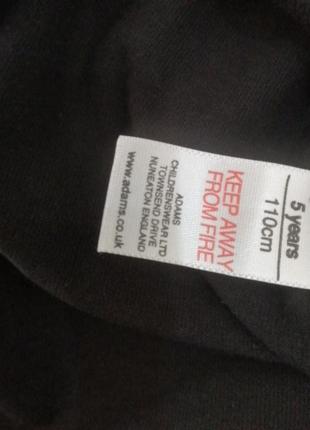 5 years
110cm
KEEP AWAY
FROM FIRE
ADAMS
CHILDRENSWEAR LTD
TOWNSEND DRIVE
NUNEATON ENGLAND
www.adams.co.uk